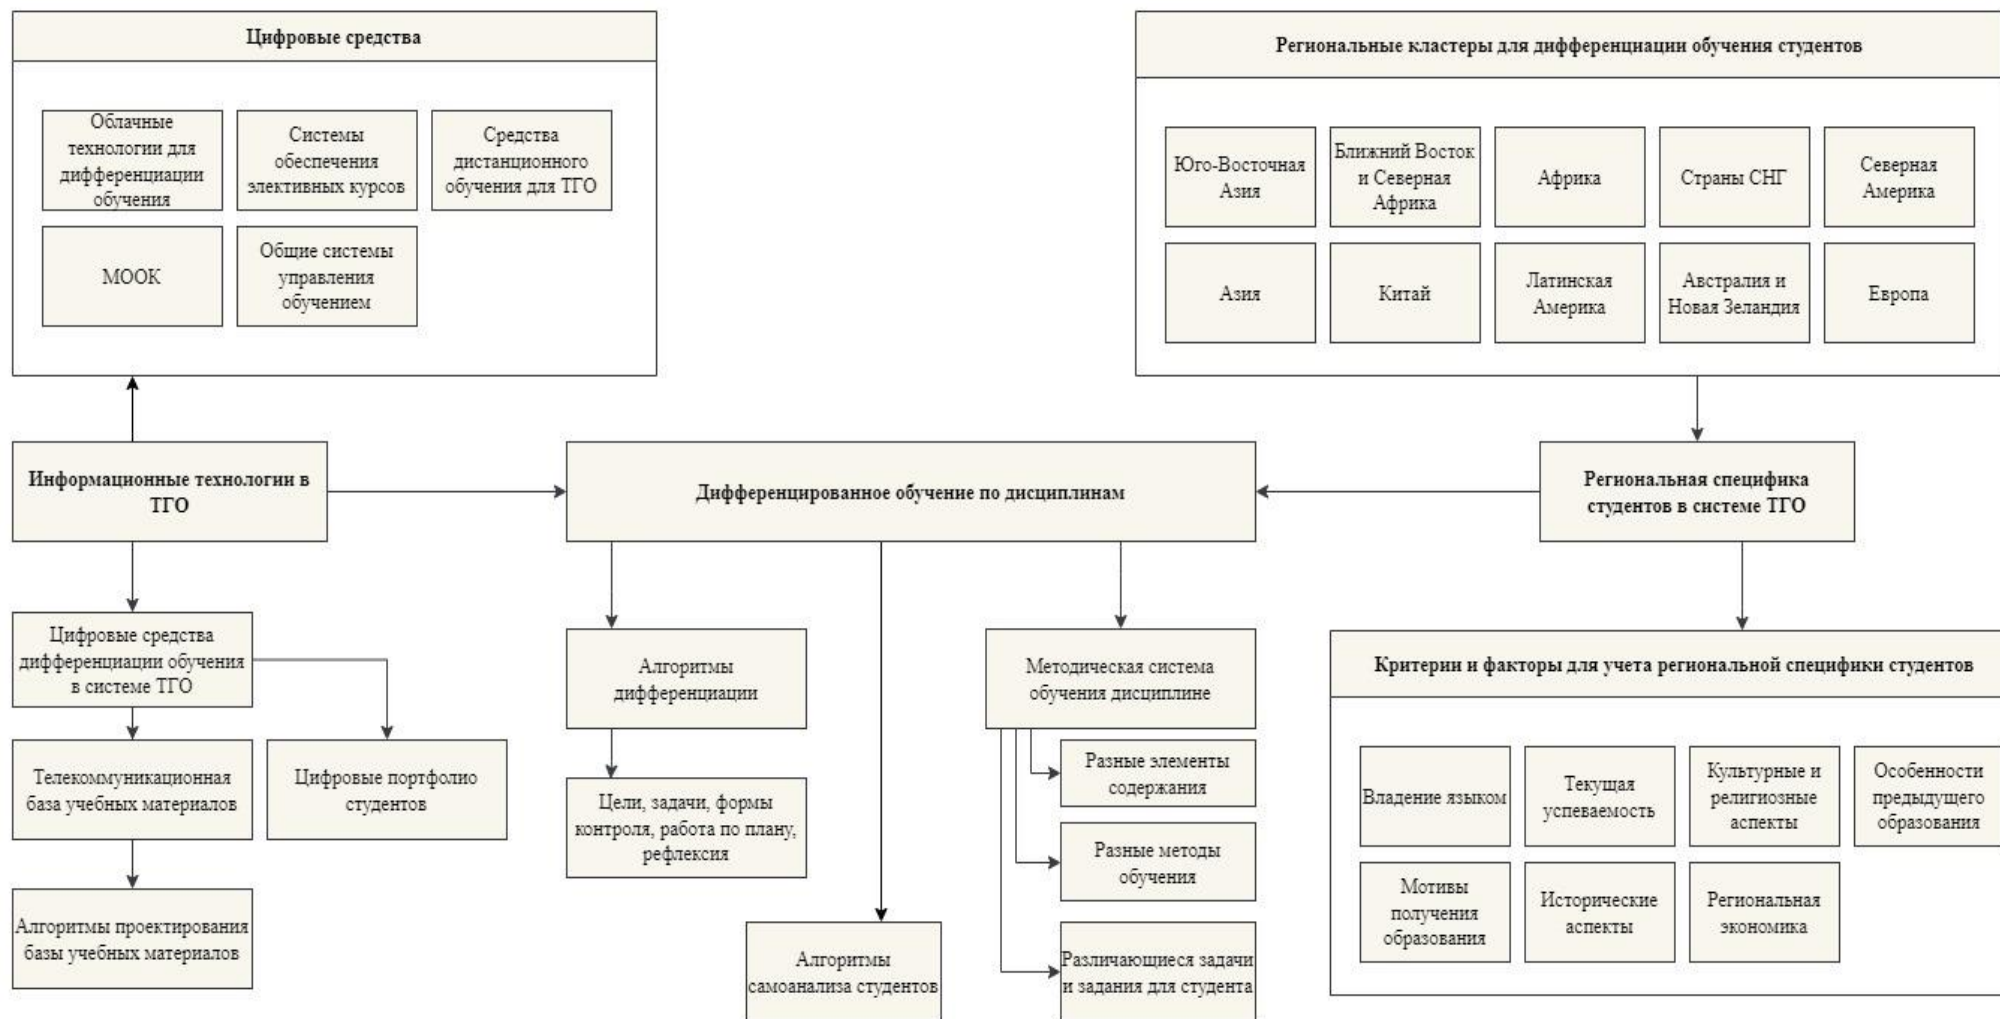 Цифровые средства
Облачные
технологии для
дифференциации
обучения
Системы
обеспечения
элективных курсов
Средства
дистанционного
обучения для ТГО
МООК
Общие системы
управления
обучением
Региональные кластеры для дифференциации обучения студентов
Юго-Восточная
Азия
Ближний Восток
и Северная
Африка
Африка
Страны СНГ
Северная
Америка
Азия
Китай
Латинская
Америка
Австралия и
Новая Зеландия
Европа
Информационные технологии в
ТГО
Дифференцированное обучение по дисциплинам
Региональная специфика
студентов в системе ТГО
Цифровые средства
дифференциации обучения
в системе ТГО
Телекоммуникационная
база учебных материалов
Цифровые портфолио
студентов
Алгоритмы проектирования
базы учебных материалов
Алгоритмы
дифференциации
Цели, задачи, формы
контроля, работа по плану,
рефлексия
Алгоритмы
самоанализа студентов
Методическая система
обучения дисциплине
Разные элементы
содержания
Разные методы
обучения
Различающиеся задачи
и задания для студента
Критерии и факторы для учета региональной специфики студентов
Владение языком
Текущая
успеваемость
Культурные и
религиозные
аспекты
Особенности
предыдущего
образования
Мотивы
получения
образования
Исторические
аспекты
Региональная
экономика